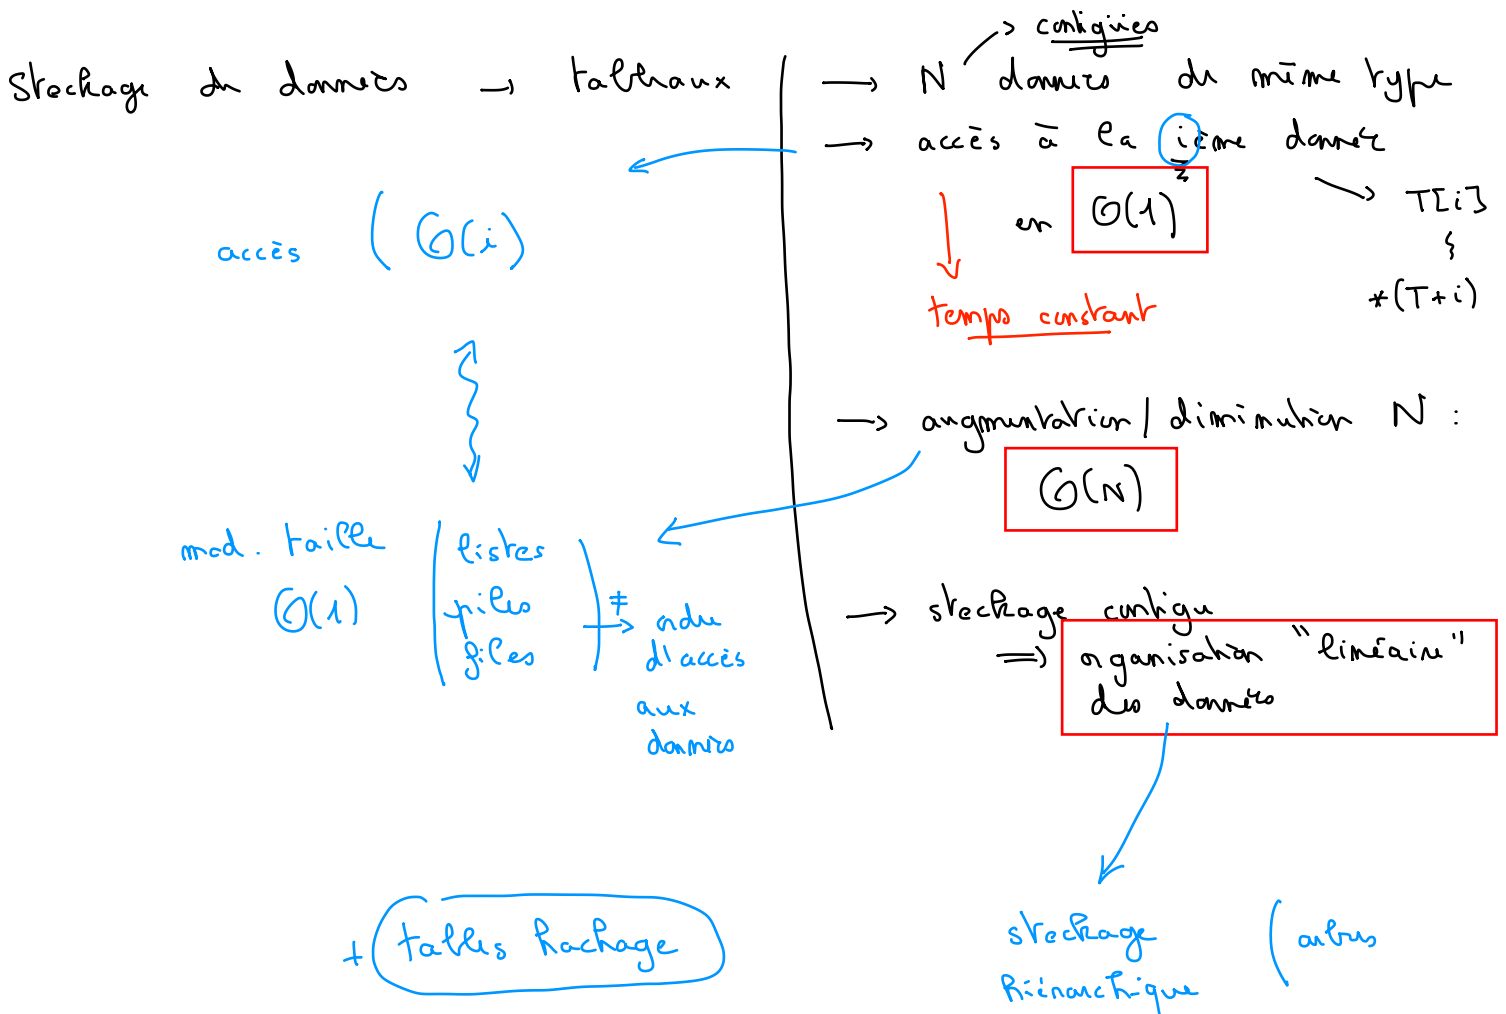 contigües
Stockage de données → tableaux → N données de même type
→ accès à la ième donnée
en O(1) T[i]
accès ( O(i)
*(T+i)
temps constant
→ augmentation / diminution N :
O(N)
mod. taille listes
O(1) piles ≠ → ordre
files d'accès
aux
données
→ stockage contigu
⇒ organisation "linéaire"
des données
+ tables hachage
stockage ( arbres
hiérarchique